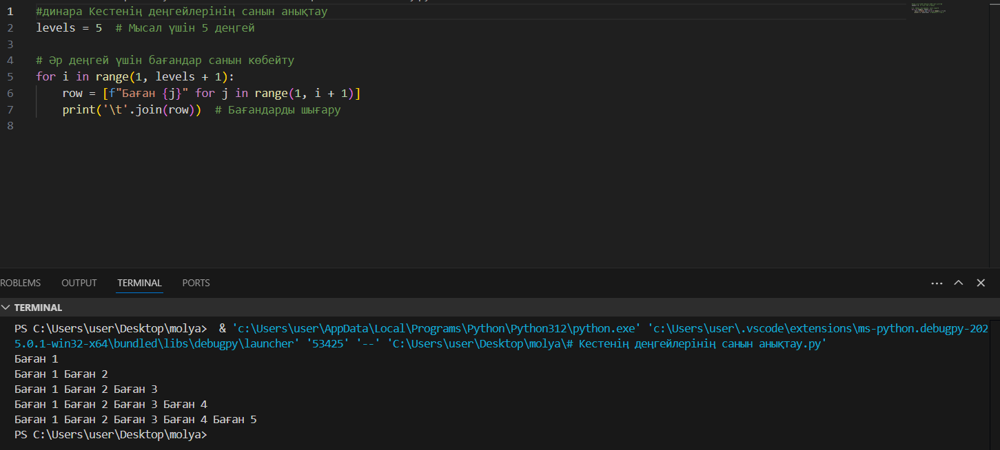 1 #динара Кестенің деңгейлерінің санын анықтау
2 levels = 5  # Мысал үшін 5 деңгей
3
4 # Әр деңгей үшін бағандар санын көбейту
5 for i in range(1, levels + 1):
6     row = [f"Баған {j}" for j in range(1, i + 1)]
7     print('\t'.join(row))  # Бағандарды шығару
8
ROBLEMS OUTPUT TERMINAL PORTS
TERMINAL
PS C:\Users\user\Desktop\molya>  & 'c:\Users\user\AppData\Local\Programs\Python\Python312\python.exe' 'c:\Users\user\.vscode\extensions\ms-python.debugpy-202
5.0.1-win32-x64\bundled\libs\debugpy\launcher' '53425' '--' 'C:\Users\user\Desktop\molya\# Кестенің деңгейлерінің санын анықтау.py'
Баған 1
Баған 1 Баған 2
Баған 1 Баған 2 Баған 3
Баған 1 Баған 2 Баған 3 Баған 4
Баған 1 Баған 2 Баған 3 Баған 4 Баған 5
PS C:\Users\user\Desktop\molya>